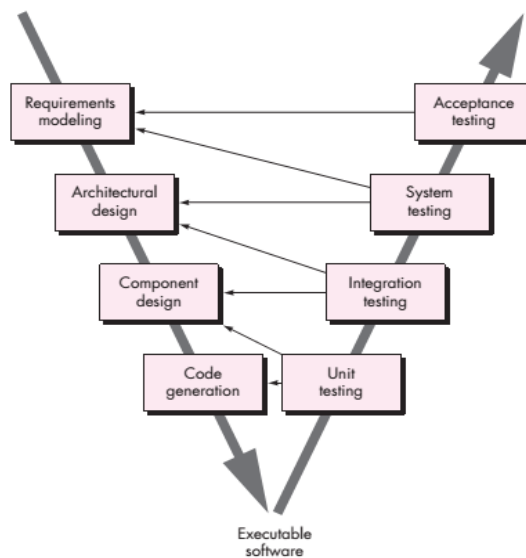 Requirements
modeling
Acceptance
testing
Architectural
design
System
testing
Component
design
Integration
testing
Code
generation
Unit
testing
Executable
software